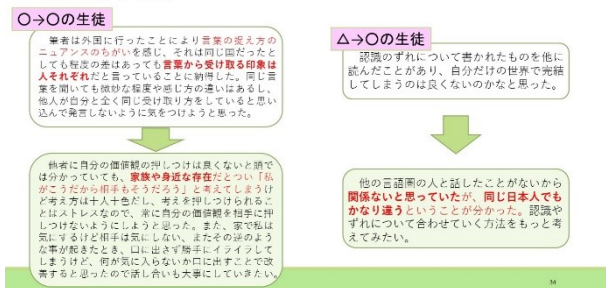 〇→〇の生徒
筆者は外国に行ったことにより言葉の捉え方の
ニュアンスのちがいを感じ、それは同じ国だったと
しても程度の差はあっても言葉から受け取る印象は
人それぞれだと言っていることに納得した。同じ言
葉を聞いても微妙な程度や感じ方の違いはあるし、
他人が自分と全く同じ受け取り方をしていると思い
込んで発言しないように気をつけようと思った。
他者に自分の価値観の押しつけは良くないと頭で
は分かっていても、家族や身近な存在だとつい「私
がこうだから相手もそうだろう」と考えてしまうけ
ど考え方は十人十色だし、考えを押しつけられるこ
とはストレスなので、常に自分の価値観を相手に押
しつけないようにしようと思った。また、家で私は
気にするけど相手は気にしない、またその逆のよう
な事が起きたとき、口に出さず勝手にイライラして
しまうけど、何が気に入らないか口に出すことで改
善すると思ったので話し合いも大事にしていきたい。
△→〇の生徒
認識のずれについて書かれたものを他に
読んだことがあり、自分だけの世界で完結
してしまうのは良くないのかなと思った。
他の言語圏の人と話したことがないから
関係ないと思っていたが、同じ日本人でも
かなり違うということが分かった。認識や
ずれについて合わせていく方法をもっと考
えてみたい。
34